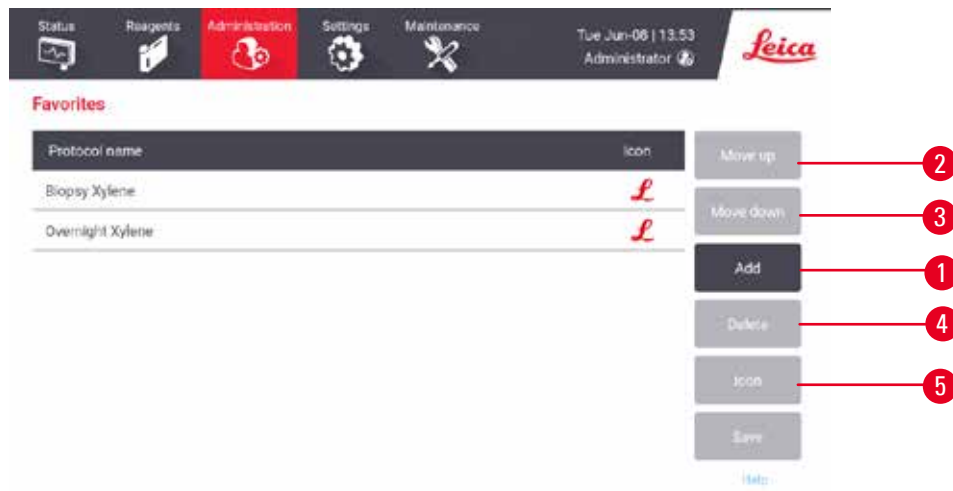 Status Reagents Administration Settings Maintenance
Tue Jun-06 | 13.53
Administrator
Leica
Favorites
Protocol name Icon
Biopsy Xylene
Overnight Xylene
Move up
2
Move down
3
Add
1
Delete
4
Icon
5
Save
Help